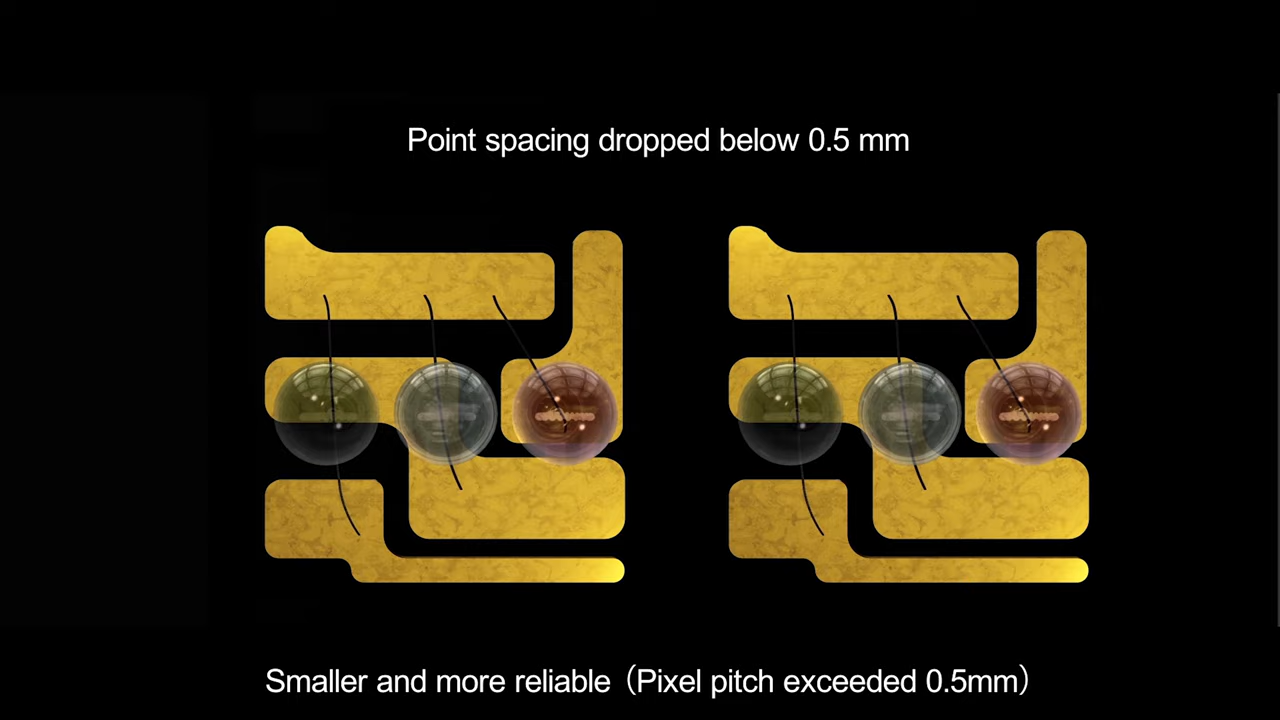 Point spacing dropped below 0.5 mm
Smaller and more reliable（Pixel pitch exceeded 0.5mm）